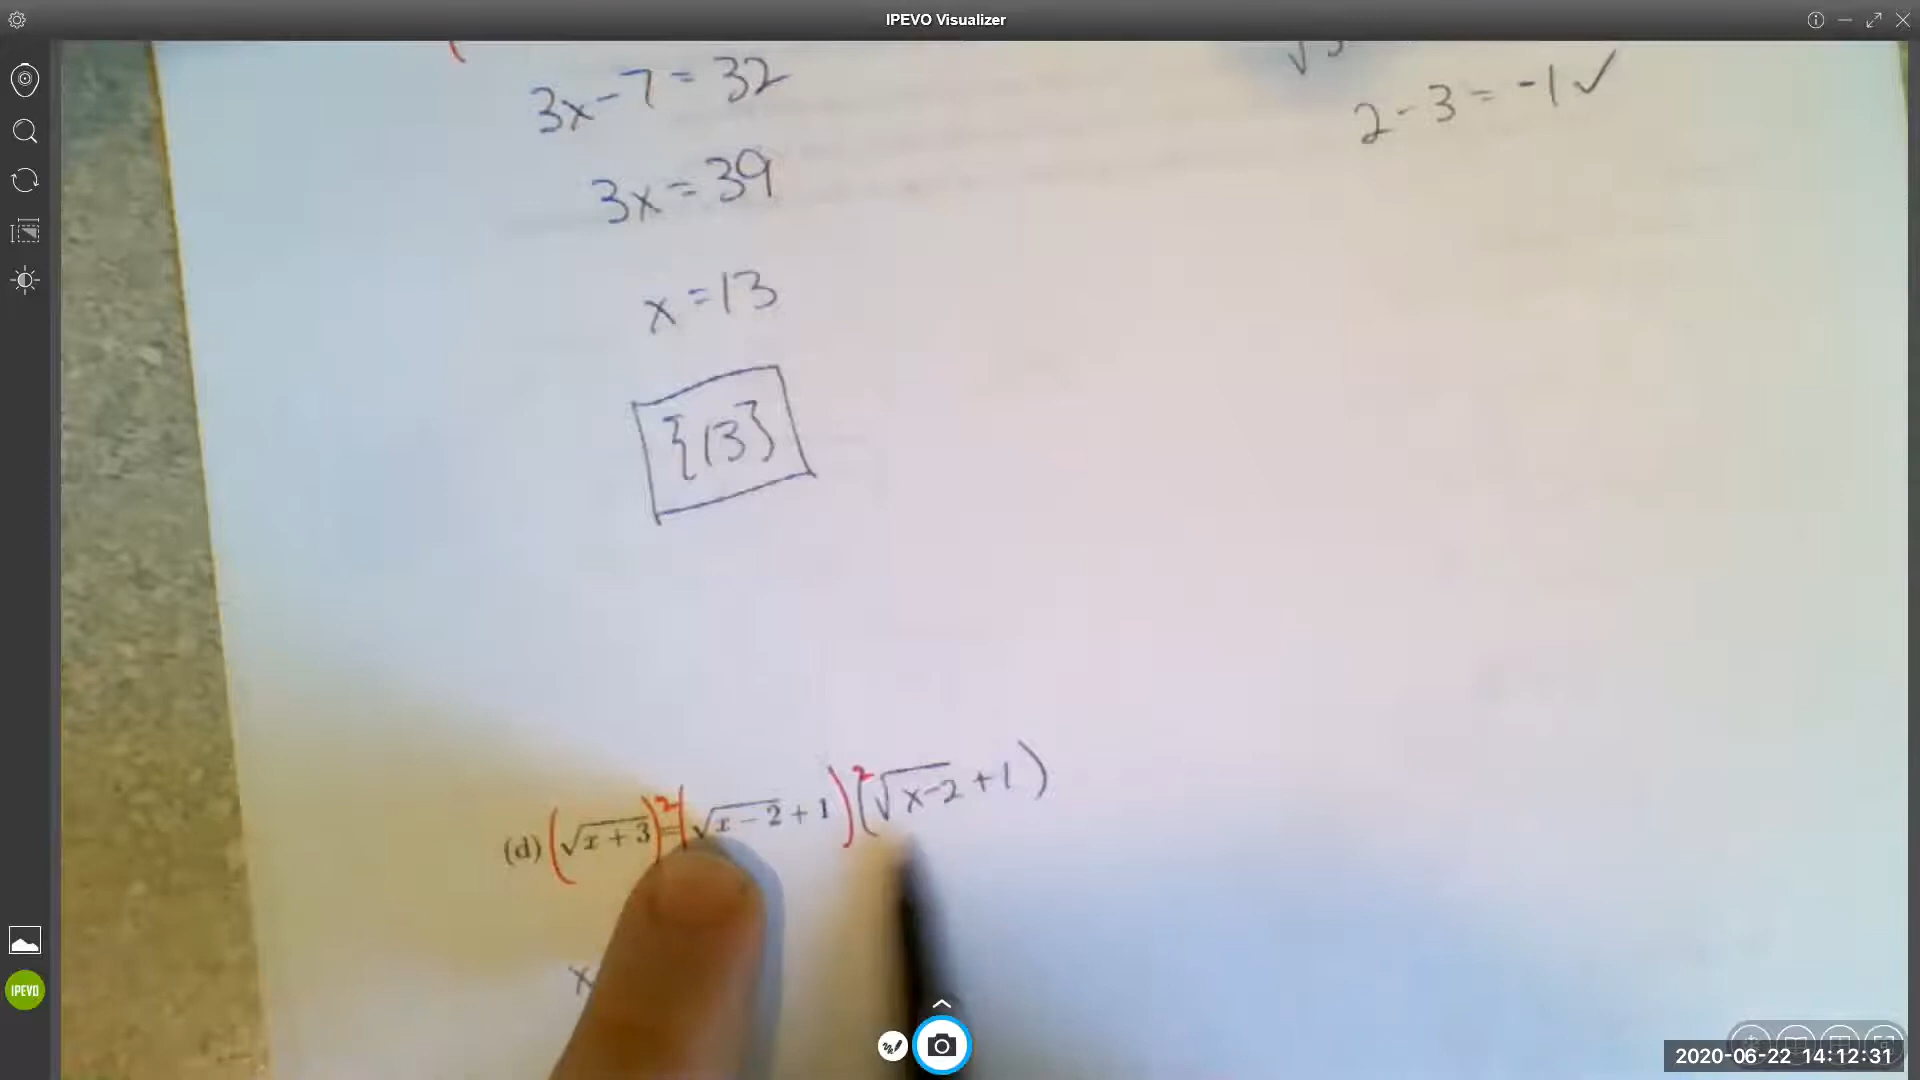 IPEVO Visualizer
3x-7=32
2-3=-1✓
3x=39
x=13
{13}
(d) (√x+3)²=(√x-2+1)²(√x-2+1)
x
IPEVO
2020-06-22 14:12:31